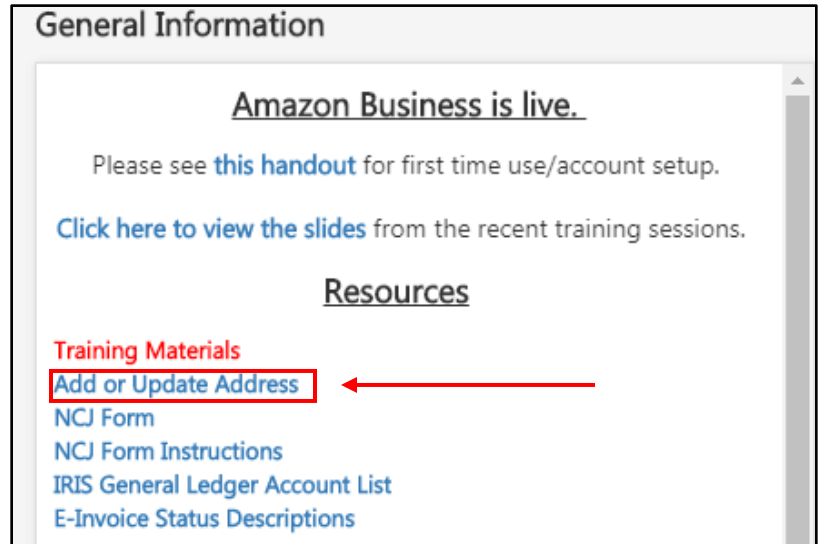 General Information
Amazon Business is live.
Please see this handout for first time use/account setup.
Click here to view the slides from the recent training sessions.
Resources
Training Materials
Add or Update Address
NCJ Form
NCJ Form Instructions
IRIS General Ledger Account List
E-Invoice Status Descriptions